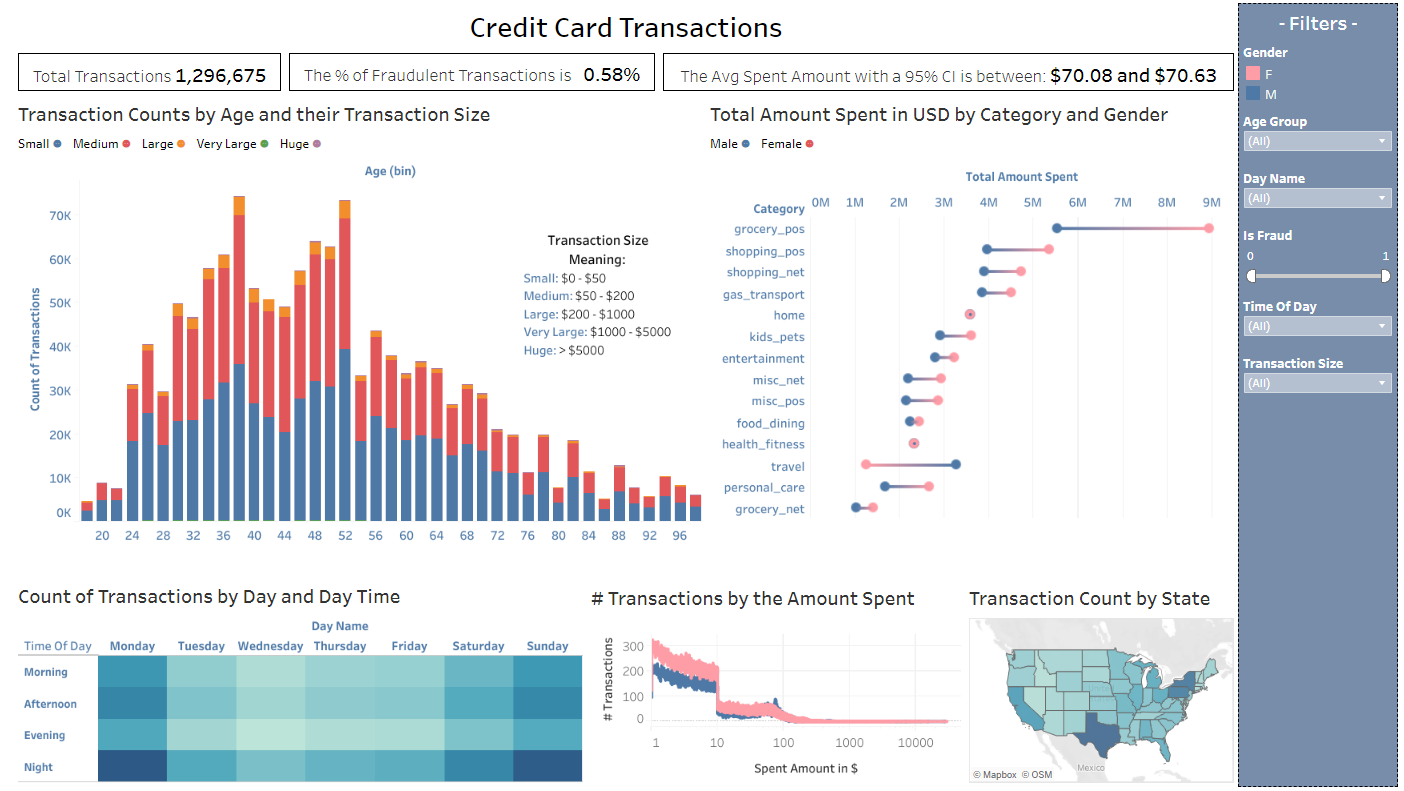 Credit Card Transactions
Total Transactions 1,296,675
The % of Fraudulent Transactions is 0.58%
The Avg Spent Amount with a 95% CI is between: $70.08 and $70.63
Transaction Counts by Age and their Transaction Size
Small Medium Large Very Large Huge
Age (bin)
Count of Transactions
70K
60K
50K
40K
30K
20K
10K
0K
20 24 28 32 36 40 44 48 52 56 60 64 68 72 76 80 84 88 92 96
Transaction Size
Meaning:
Small: $0 - $50
Medium: $50 - $200
Large: $200 - $1000
Very Large: $1000 - $5000
Huge: > $5000
Total Amount Spent in USD by Category and Gender
Male Female
Total Amount Spent
Category
0M 1M 2M 3M 4M 5M 6M 7M 8M 9M
grocery_pos
shopping_pos
shopping_net
gas_transport
home
kids_pets
entertainment
misc_net
misc_pos
food_dining
health_fitness
travel
personal_care
grocery_net
Count of Transactions by Day and Day Time
Day Name
Time Of Day Monday Tuesday Wednesday Thursday Friday Saturday Sunday
Morning
Afternoon
Evening
Night
# Transactions by the Amount Spent
# Transactions
300
200
100
0
1 10 100 1000 10000
Spent Amount in $
Transaction Count by State
Mexico
© Mapbox © OSM
- Filters -
Gender
F
M
Age Group
(All)
Day Name
(All)
Is Fraud
0 1
Time Of Day
(All)
Transaction Size
(All)